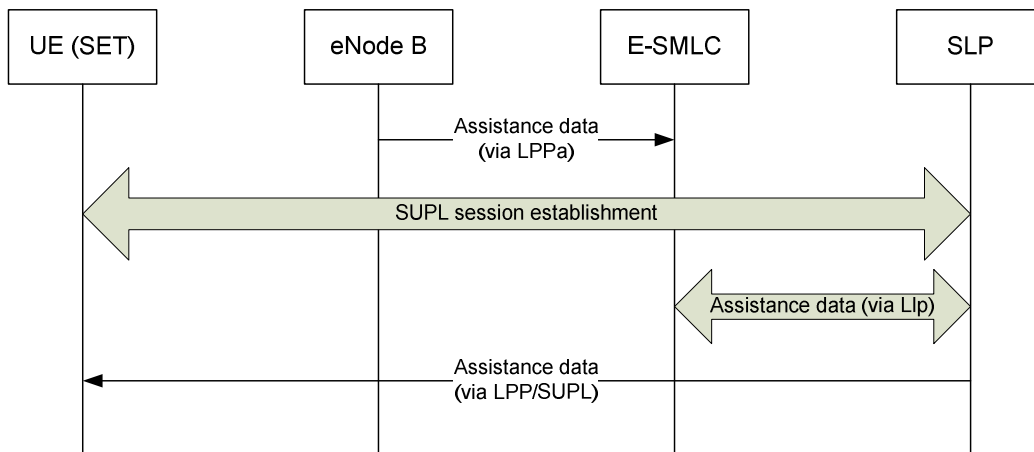 UE (SET)
eNode B
E-SMLC
SLP
Assistance data
(via LPPa)
SUPL session establishment
Assistance data (via Llp)
Assistance data
(via LPP/SUPL)